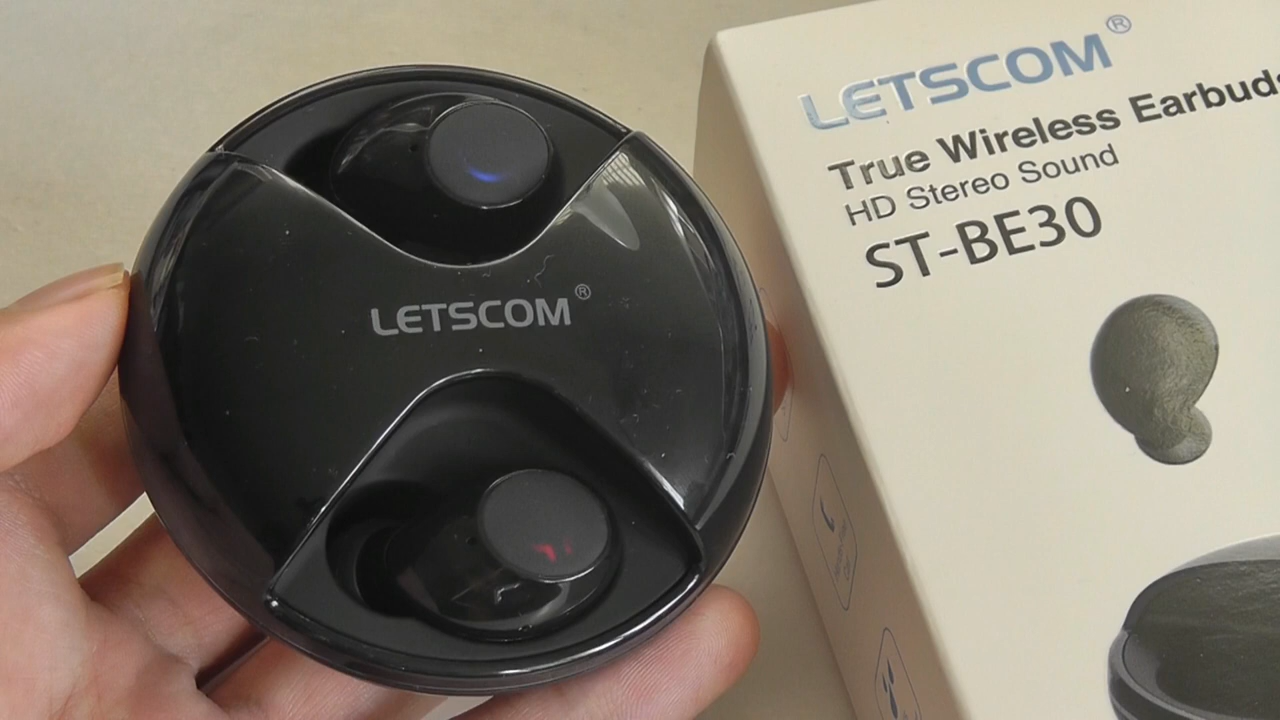 LETSCOM®
LETSCOM®
True Wireless Earbuds
HD Stereo Sound
ST-BE30